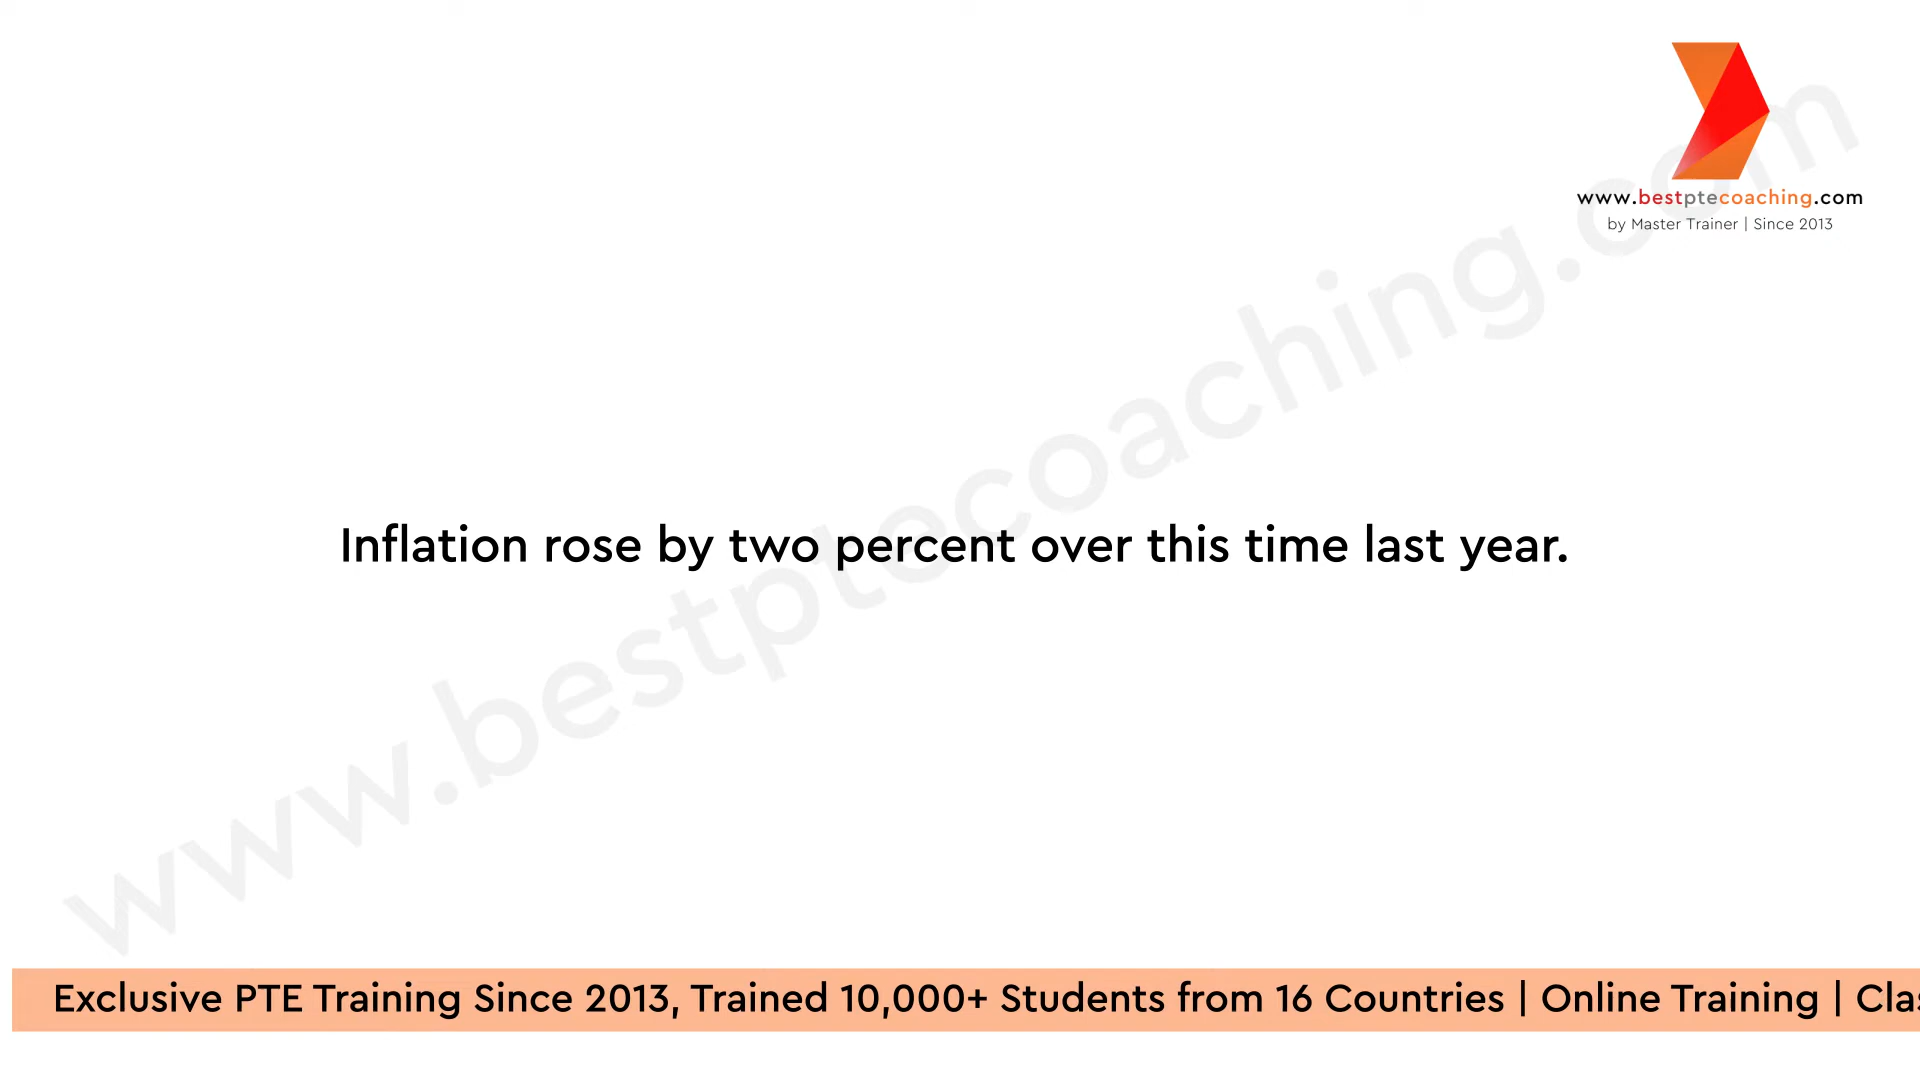 www.bestptecoaching.com
by Master Trainer | Since 2013
Inflation rose by two percent over this time last year.
www.bestptecoaching.com
Exclusive PTE Training Since 2013, Trained 10,000+ Students from 16 Countries | Online Training |